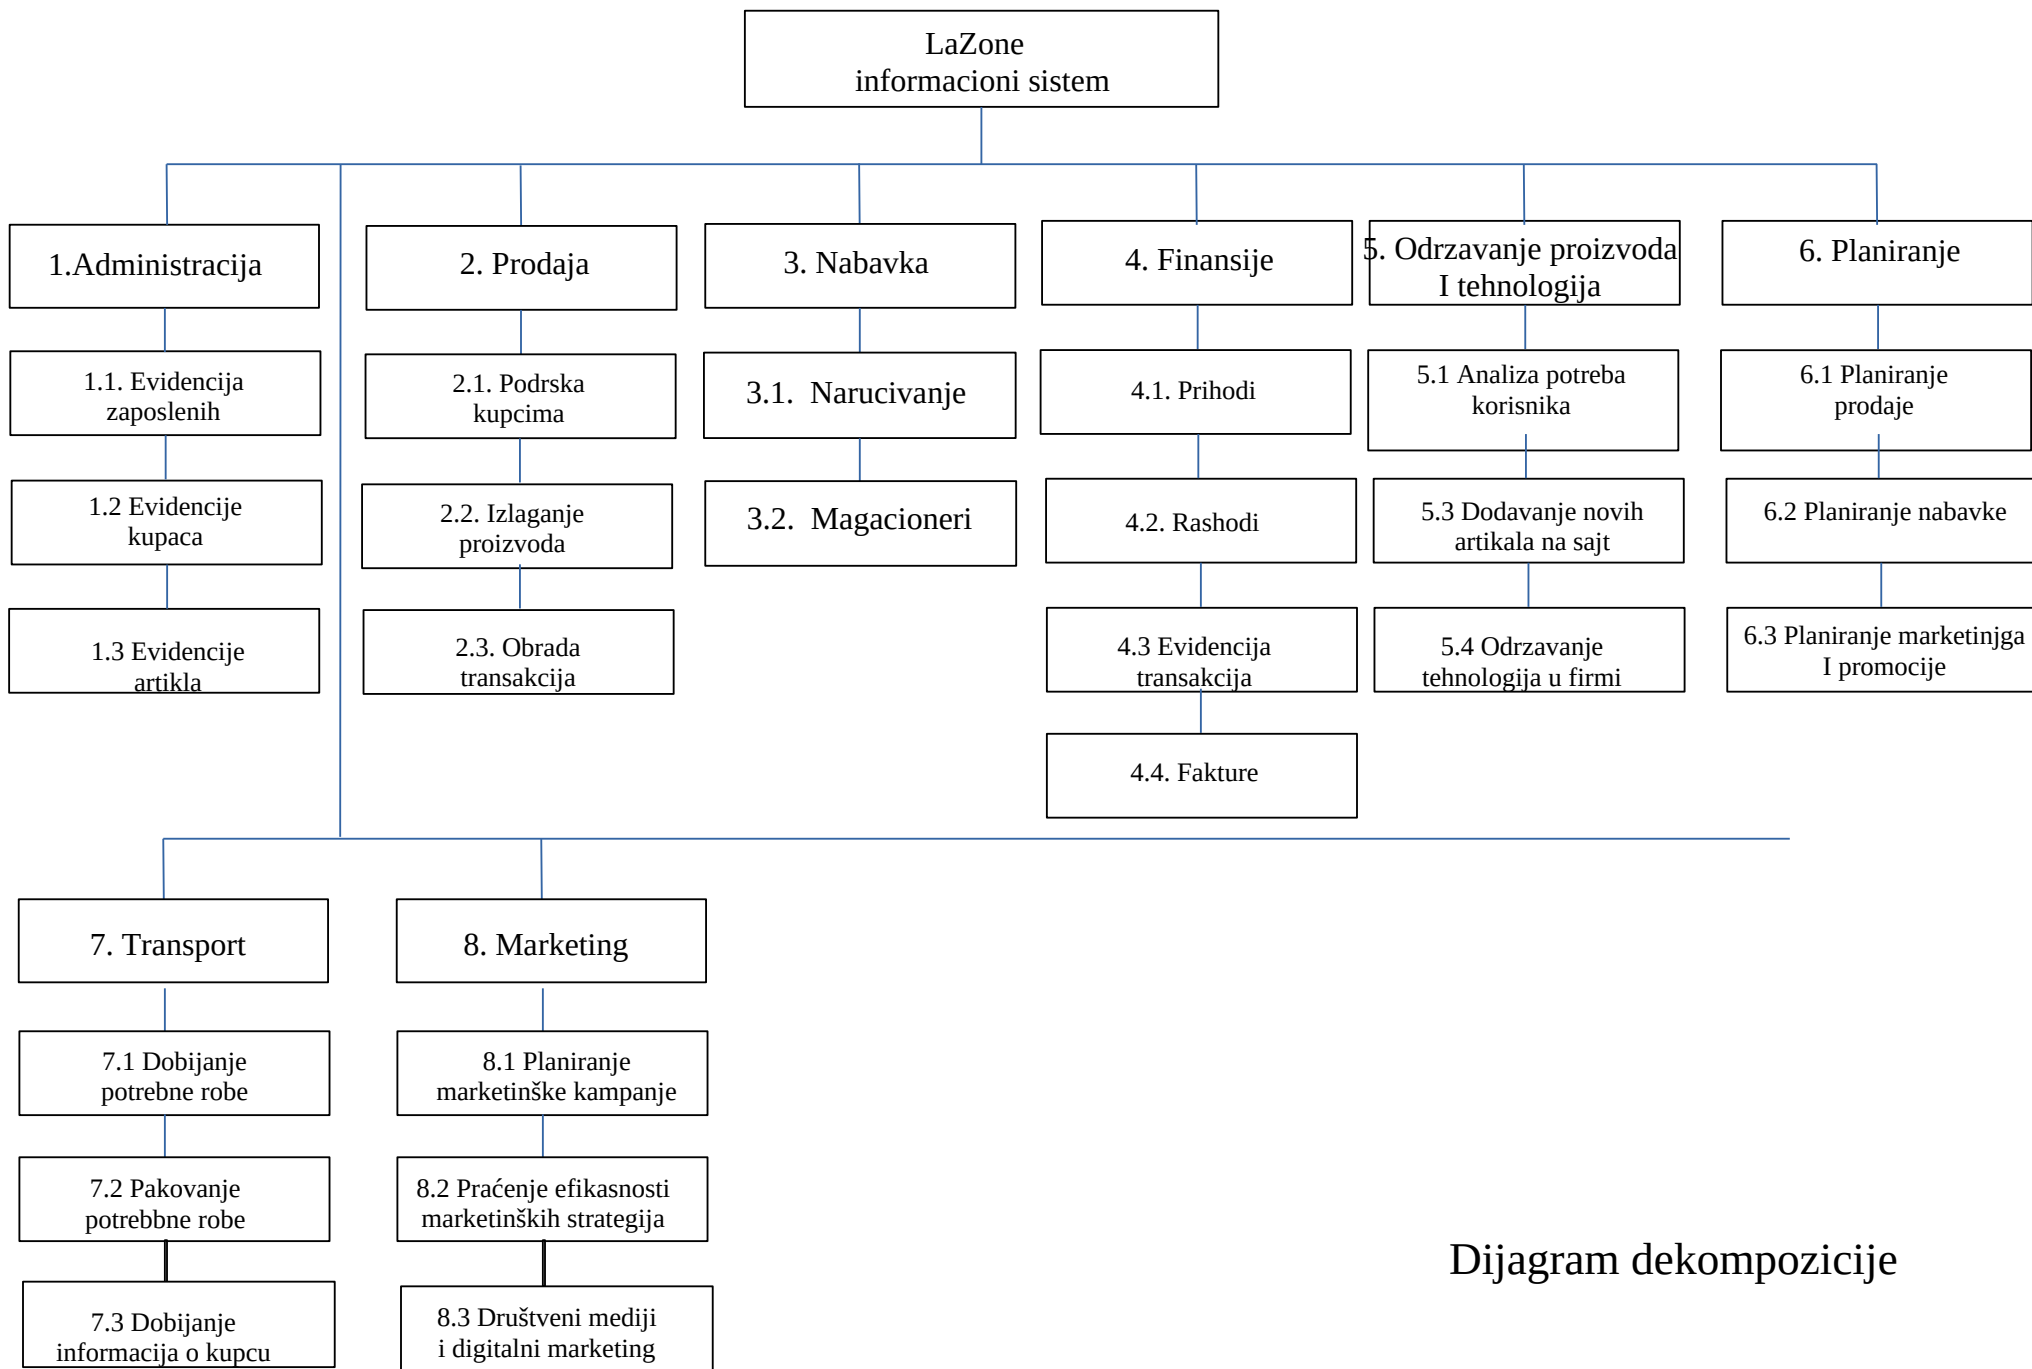 LaZone
informacioni sistem
1.Administracija
2. Prodaja
3. Nabavka
4. Finansije
5. Odrzavanje proizvoda
I tehnologija
6. Planiranje
1.1. Evidencija
zaposlenih
2.1. Podrska
kupcima
3.1. Narucivanje
4.1. Prihodi
5.1 Analiza potreba
korisnika
6.1 Planiranje
prodaje
1.2 Evidencije
kupaca
2.2. Izlaganje
proizvoda
3.2. Magacioneri
4.2. Rashodi
5.3 Dodavanje novih
artikala na sajt
6.2 Planiranje nabavke
1.3 Evidencije
artikla
2.3. Obrada
transakcija
4.3 Evidencija
transakcija
5.4 Odrzavanje
tehnologija u firmi
6.3 Planiranje marketinjga
I promocije
4.4. Fakture
7. Transport
8. Marketing
7.1 Dobijanje
potrebne robe
8.1 Planiranje
marketinške kampanje
7.2 Pakovanje
potrebbne robe
8.2 Praćenje efikasnosti
marketinških strategija
7.3 Dobijanje
informacija o kupcu
8.3 Društveni mediji
i digitalni marketing
Dijagram dekompozicije